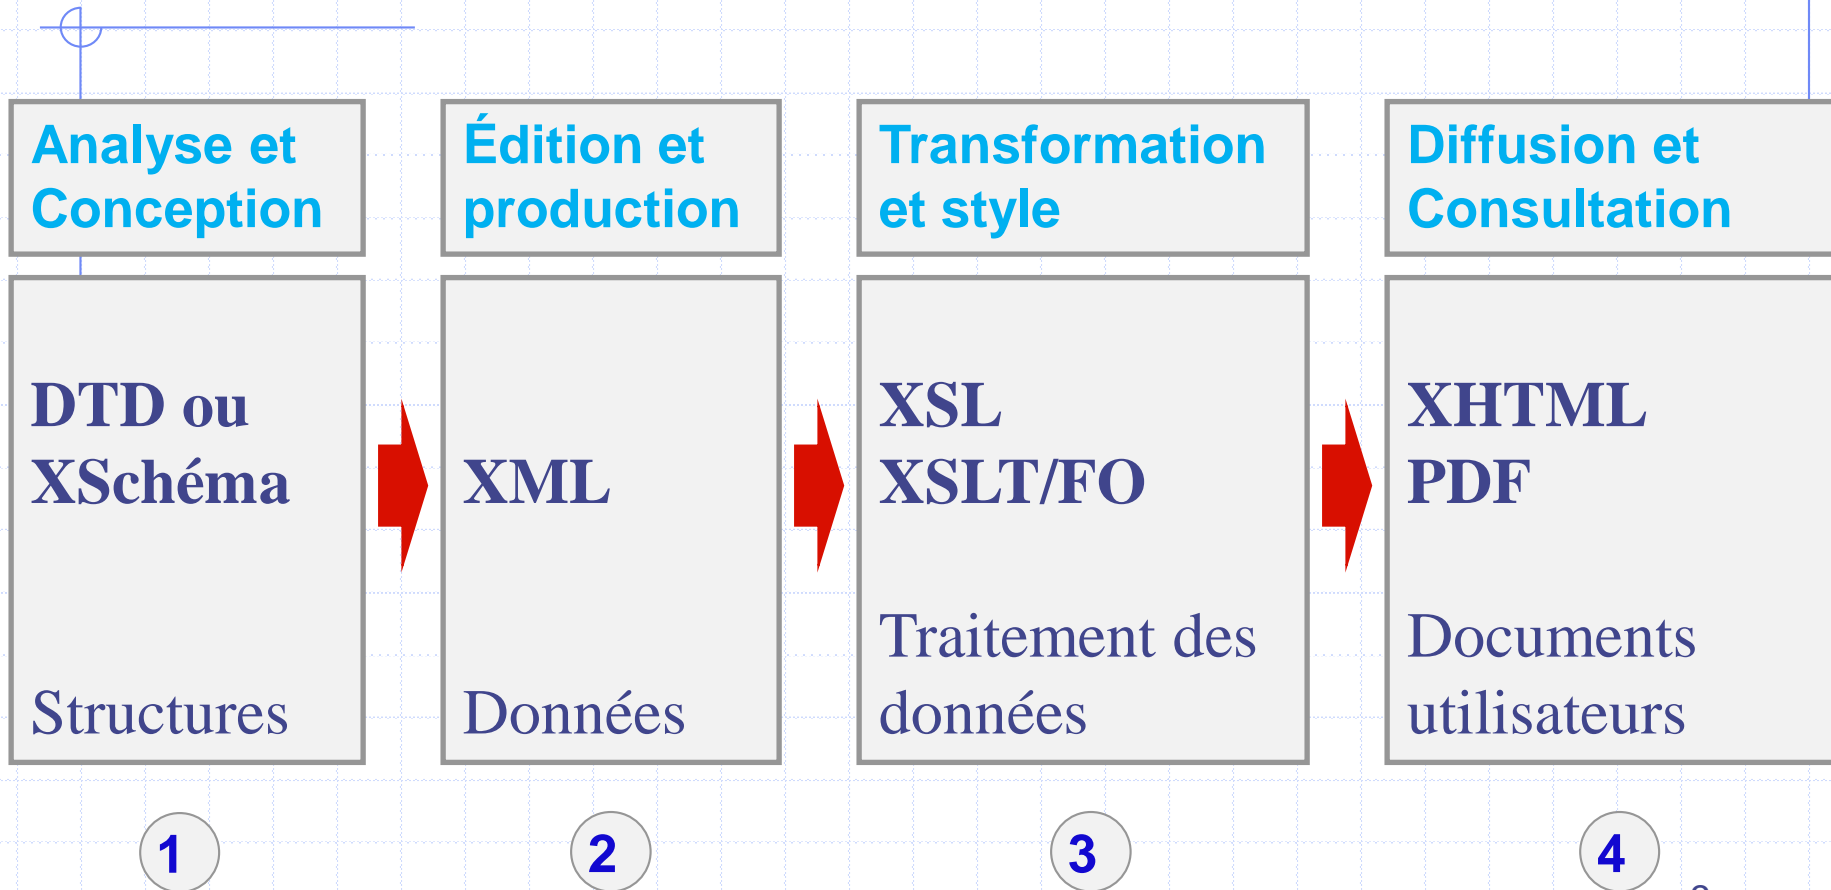 Analyse et
Conception
Édition et
production
Transformation
et style
Diffusion et
Consultation
DTD ou
XSchéma
Structures
XML
Données
XSL
XSLT/FO
Traitement des
données
XHTML
PDF
Documents
utilisateurs
1
2
3
4